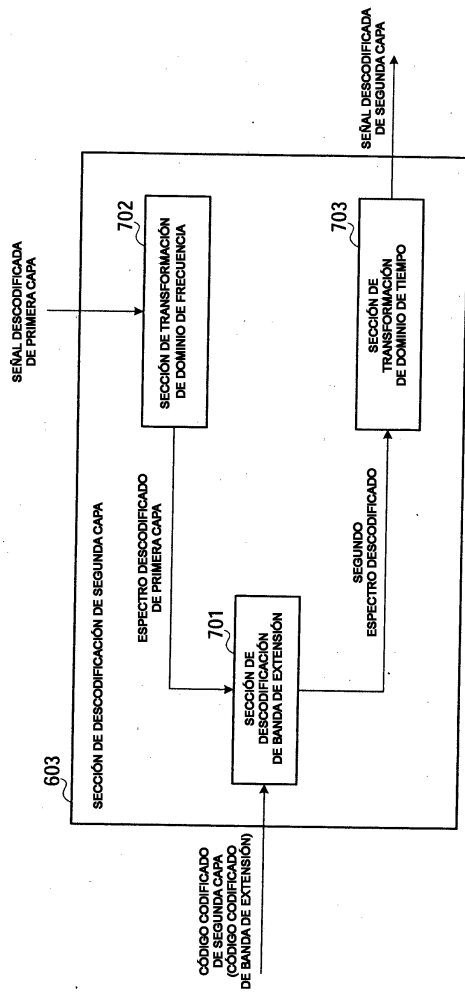 SEÑAL DESCODIFICADA
DE PRIMERA CAPA
603
SECCIÓN DE DESCODIFICACIÓN DE SEGUNDA CAPA
702
SECCIÓN DE TRANSFORMACIÓN
DE DOMINIO DE FRECUENCIA
ESPECTRO DESCODIFICADO
DE PRIMERA CAPA
701
SECCIÓN DE
DESCODIFICACIÓN
DE BANDA DE EXTENSIÓN
CÓDIGO CODIFICADO
DE SEGUNDA CAPA
(CÓDIGO CODIFICADO
DE BANDA DE EXTENSIÓN)
SEGUNDO
ESPECTRO DESCODIFICADO
703
SECCIÓN DE
TRANSFORMACIÓN
DE DOMINIO DE TIEMPO
SEÑAL DESCODIFICADA
DE SEGUNDA CAPA